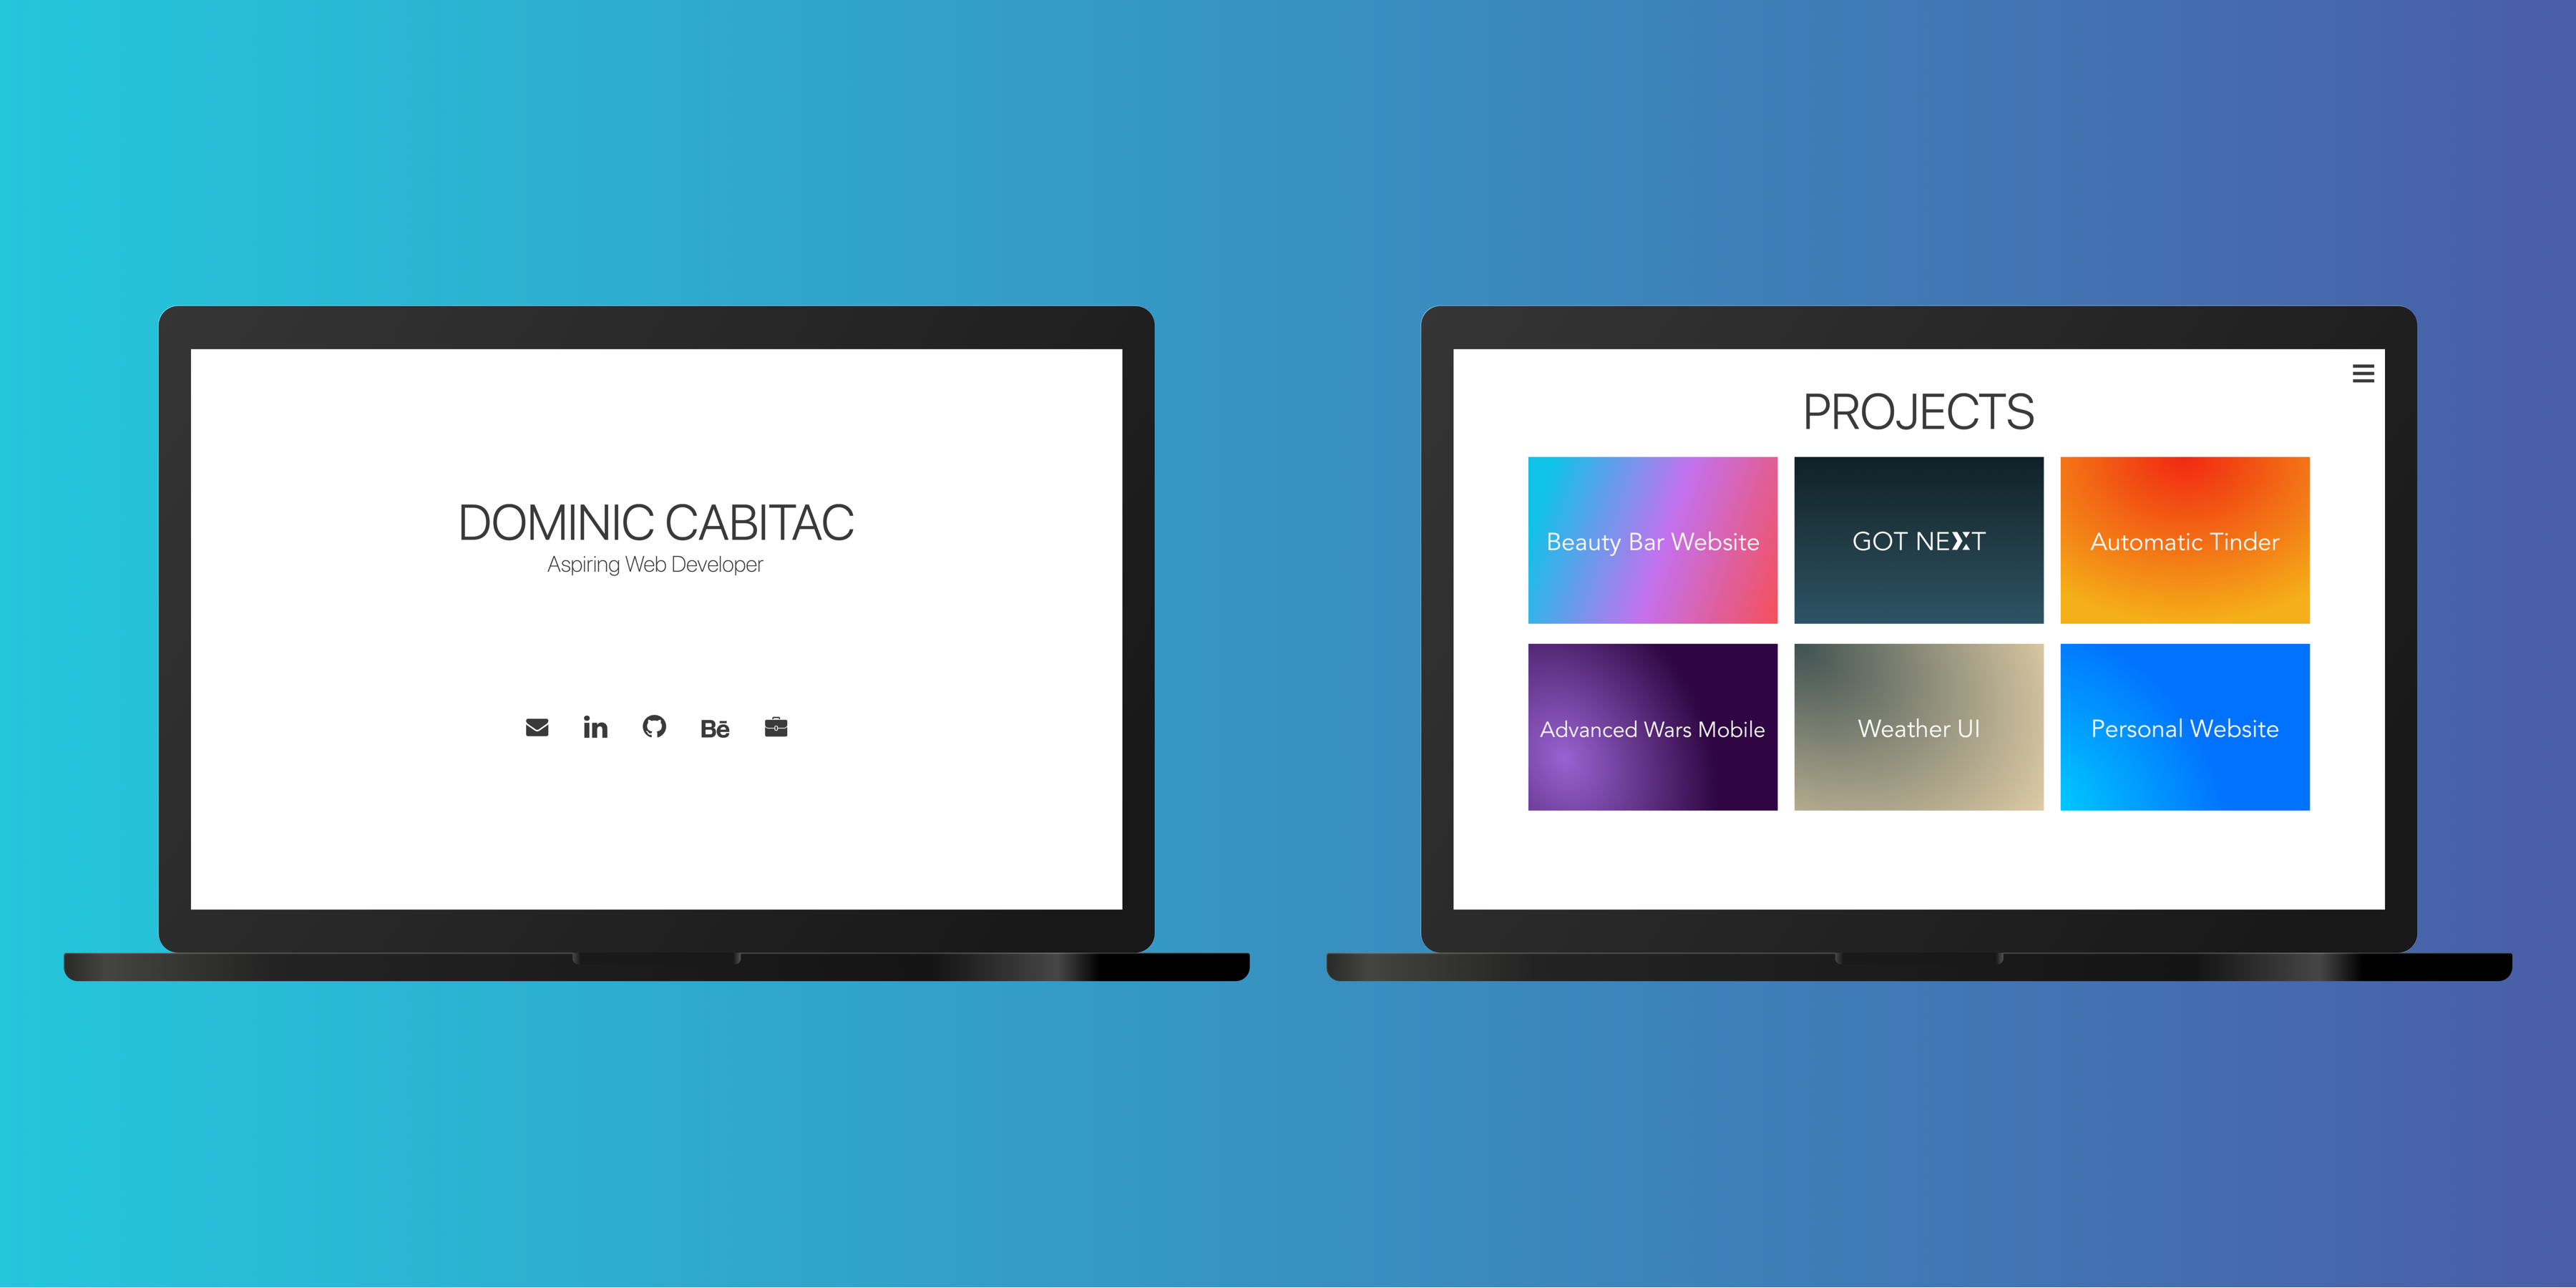 DOMINIC CABITAC
Aspiring Web Developer
in
Bē
PROJECTS
Beauty Bar Website
GOT NEXT
Automatic Tinder
Advanced Wars Mobile
Weather UI
Personal Website